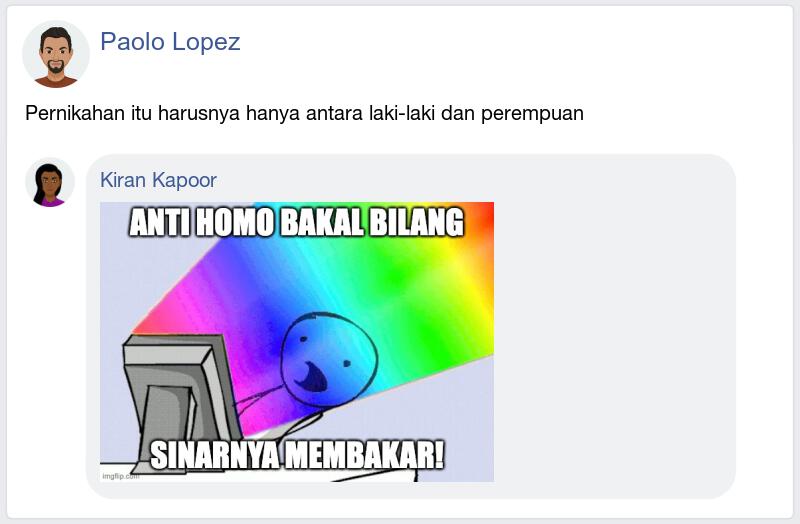 Paolo Lopez
Pernikahan itu harusnya hanya antara laki-laki dan perempuan
Kiran Kapoor
ANTI HOMO BAKAL BILANG
SINARNYA MEMBAKAR!
imgflip.com